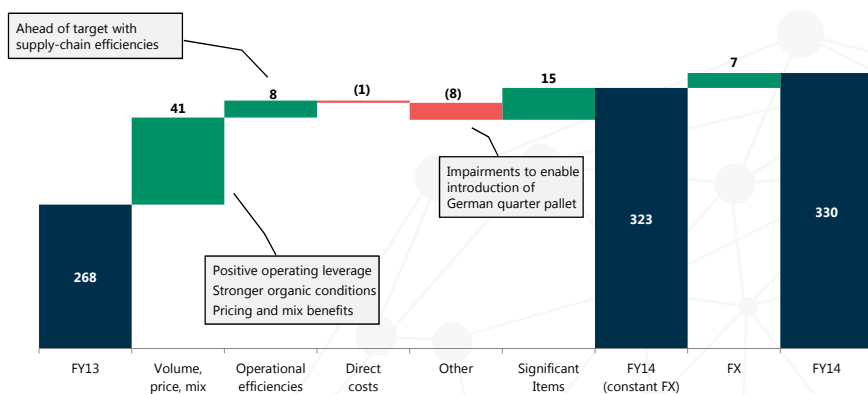 Ahead of target with
supply-chain efficiencies
41
8
(1)
(8)
15
7
Impairments to enable
introduction of
German quarter pallet
268
Positive operating leverage
Stronger organic conditions
Pricing and mix benefits
323
330
FY13
Volume,
price, mix
Operational
efficiencies
Direct
costs
Other
Significant
Items
FY14
(constant FX)
FX
FY14